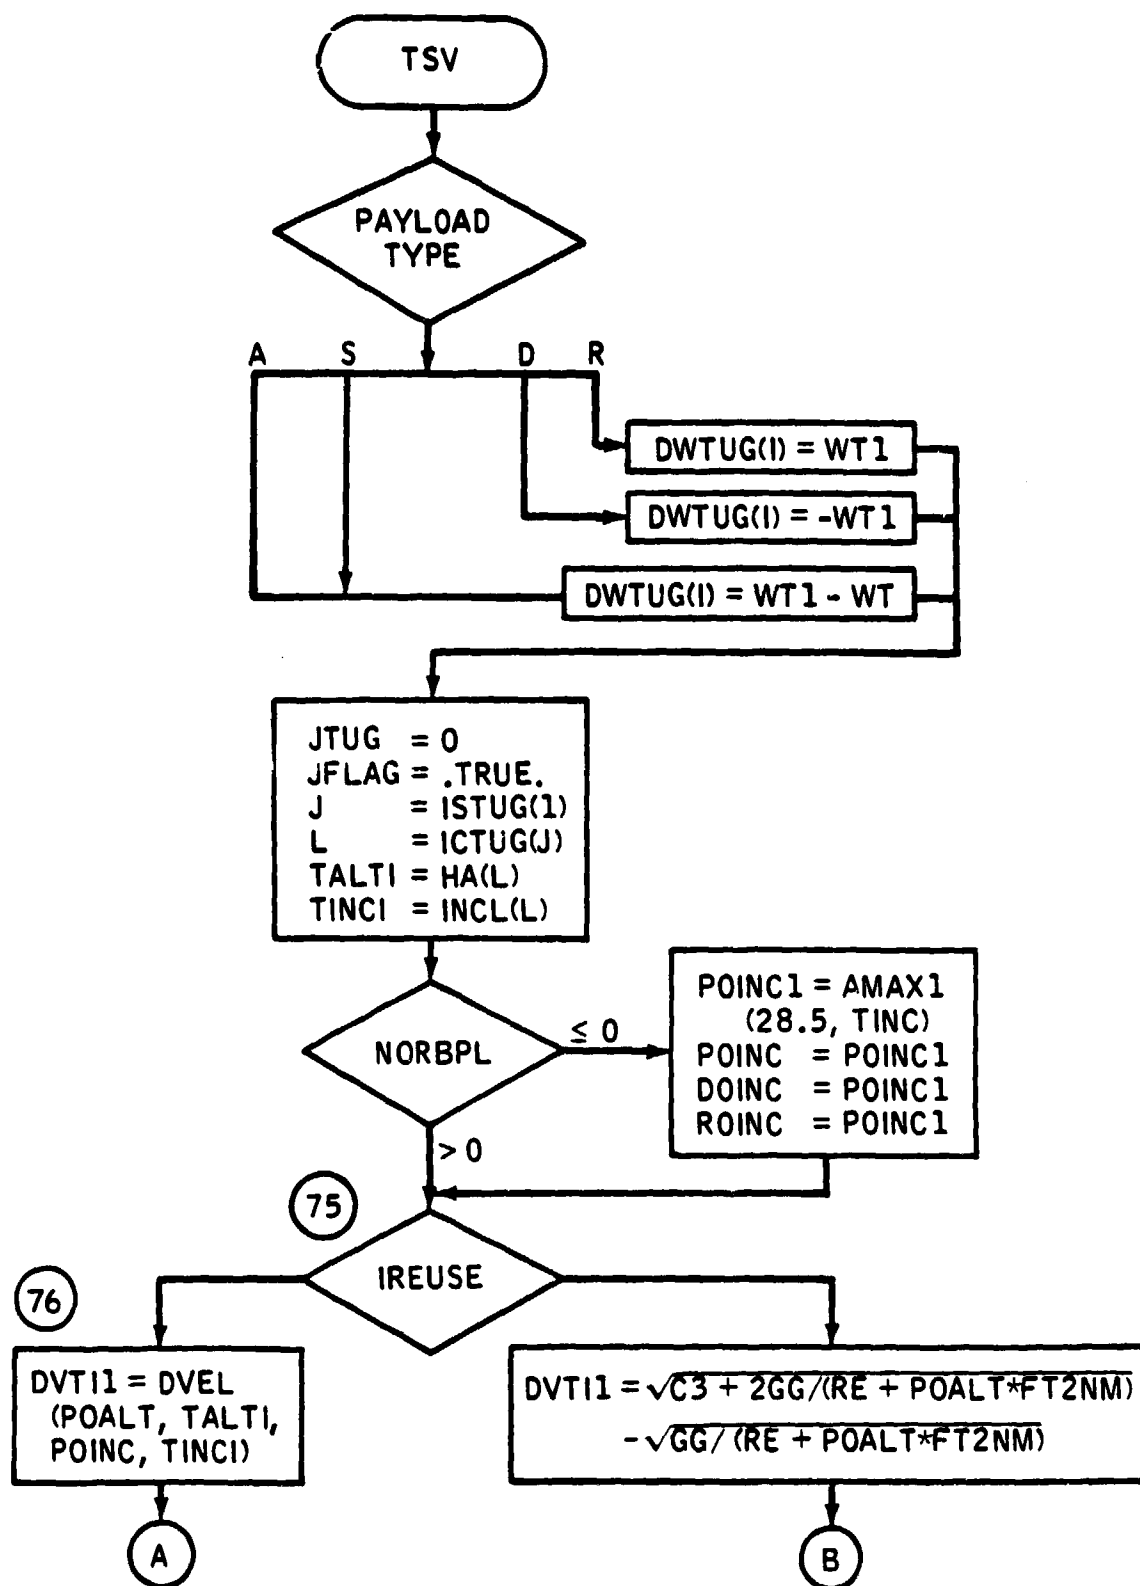 TSV
PAYLOAD
TYPE
A S D R
DWTUG(I) = WT1
DWTUG(I) = -WT1
DWTUG(I) = WT1 - WT
JTUG = 0
JFLAG = .TRUE.
J = ISTUG(1)
L = ICTUG(J)
TALTI = HA(L)
TINCI = INCL(L)
NORBPL
≤ 0
POINC1 = AMAX1
(28.5, TINC)
POINC = POINC1
DOINC = POINC1
ROINC = POINC1
> 0
75
IREUSE
76
DVTI1 = DVEL
(POALT, TALTI,
POINC, TINCI)
DVTI1 = √C3 + 2GG/(RE + POALT*FT2NM)
-√GG/(RE + POALT*FT2NM)
A
B